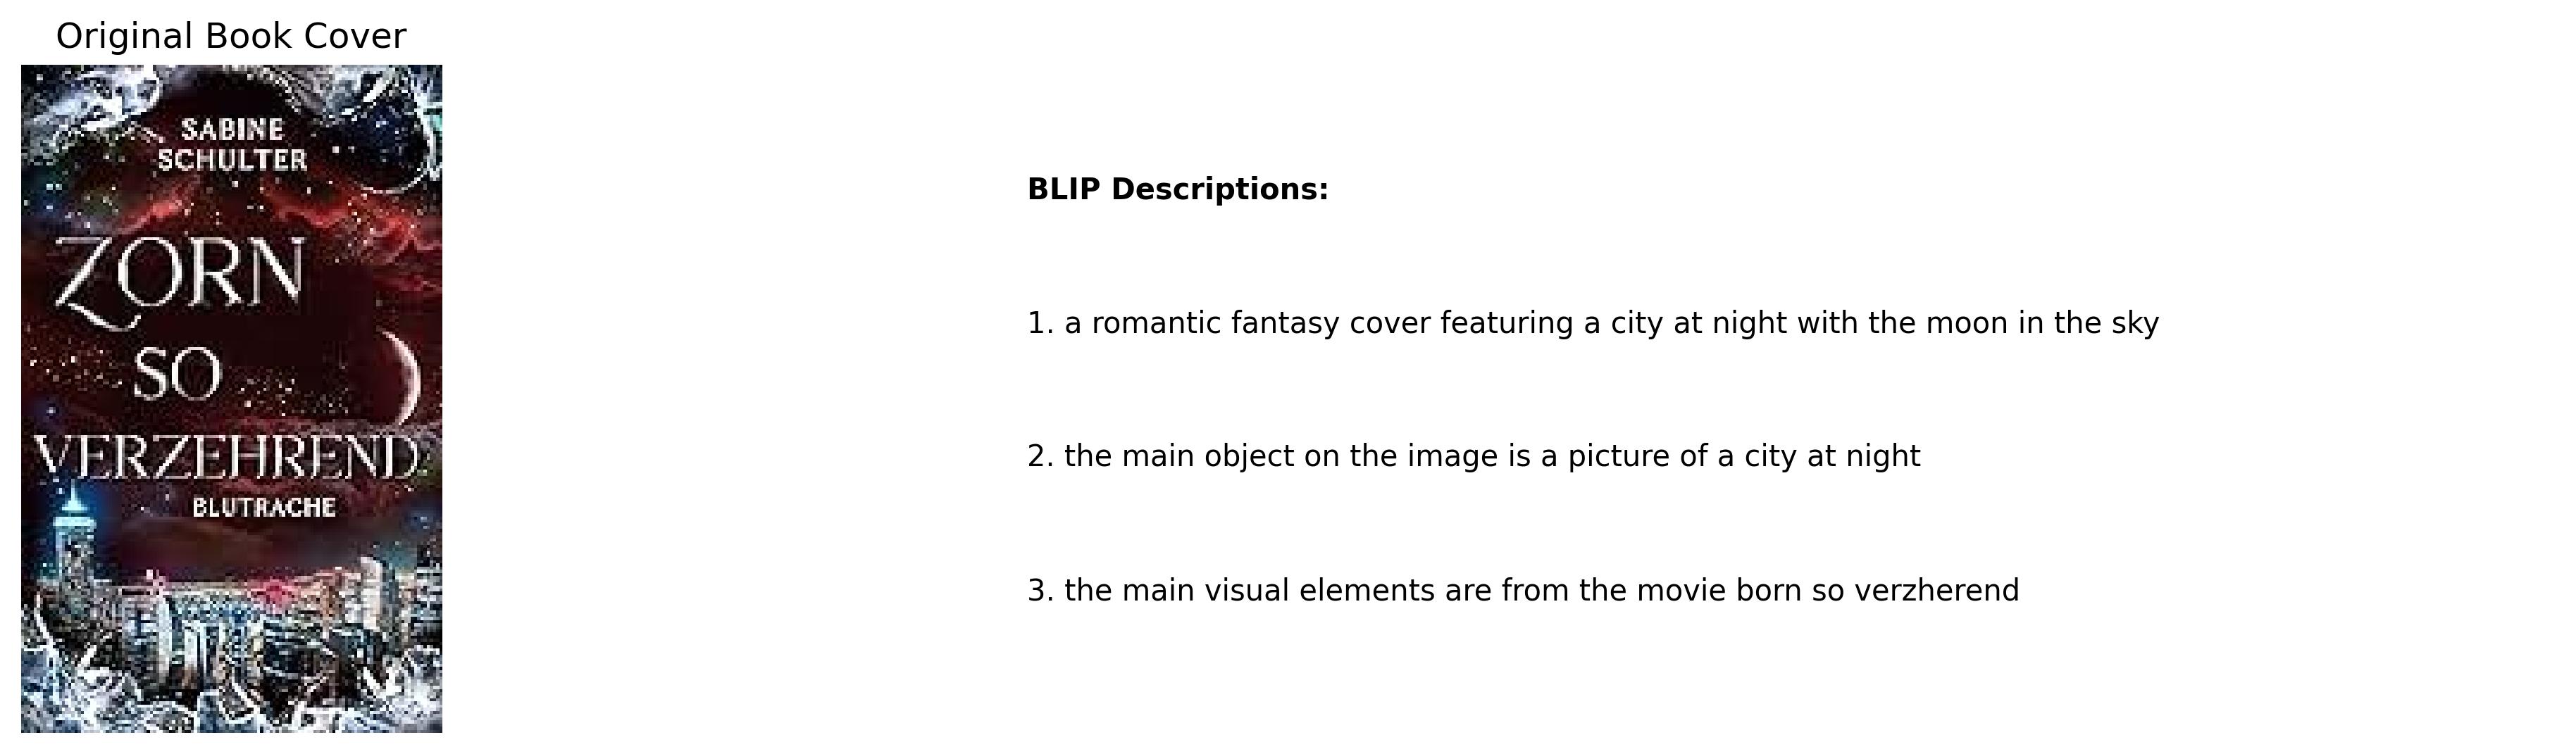 Original Book Cover
SABINE
SCHULTER
ZORN
SO
VERZEHREND
BLUTRACHE
BLIP Descriptions:
1. a romantic fantasy cover featuring a city at night with the moon in the sky
2. the main object on the image is a picture of a city at night
3. the main visual elements are from the movie born so verzherend